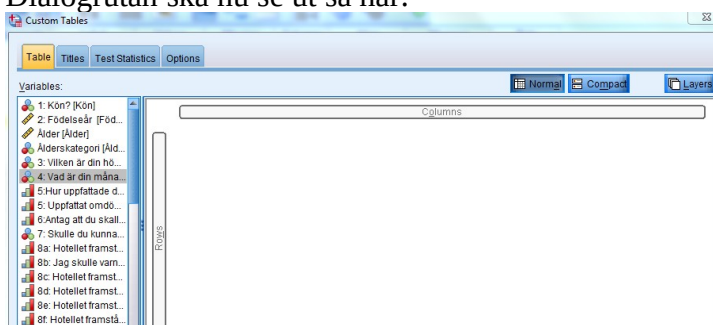 Dialogrutan ska nu se ut så här:
Custom Tables
Table Titles Test Statistics Options
Variables:
Normal Compact Layers
1: Kön? [Kön]
2: Födelseår [Föd...
Ålder [Ålder]
Ålderskategori [Åld...
3: Vilken är din hö...
4: Vad är din måna...
5:Hur uppfattade d...
5: Uppfattat omdö...
6:Antag att du skall...
7: Skulle du kunna...
8a: Hotellet framst...
8b: Jag skulle varn...
8c: Hotellet framst...
8d: Hotellet framst...
8e: Hotellet framst...
8f: Hotellet framstå...
Columns
Rows